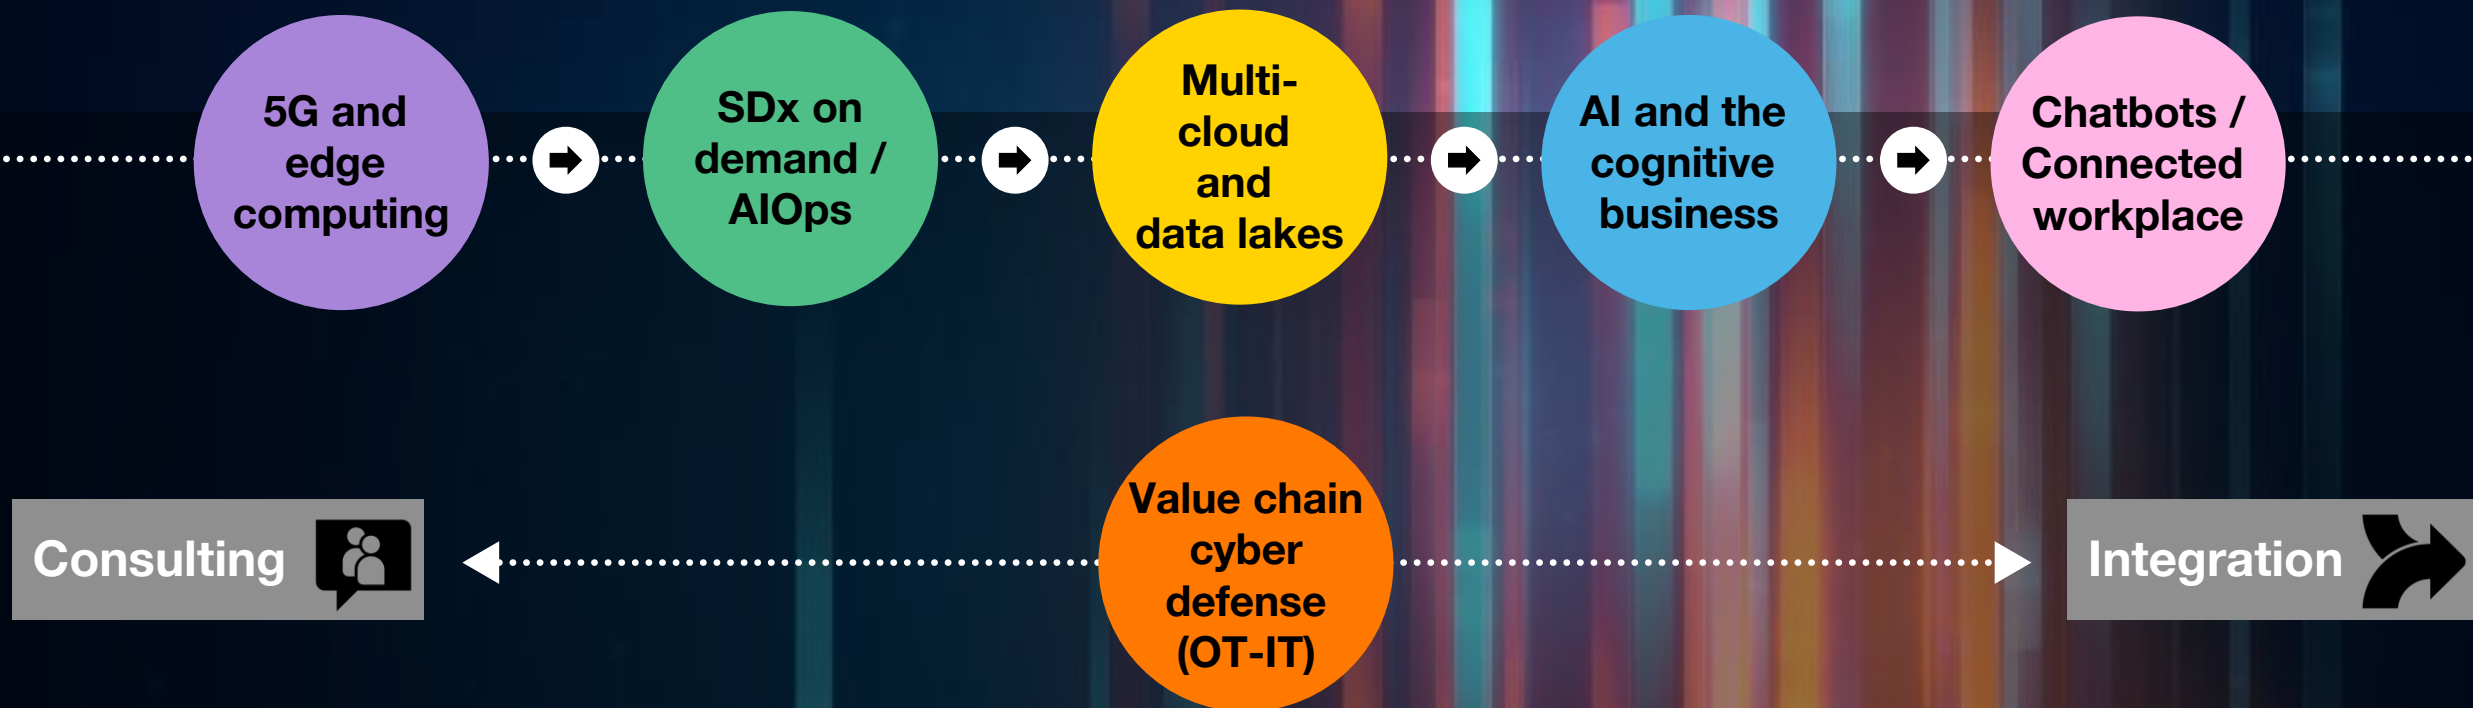 5G and
edge
computing
SDx on
demand /
AIOps
Multi-
cloud
and
data lakes
AI and the
cognitive
business
Chatbots /
Connected
workplace
Consulting
Value chain
cyber
defense
(OT-IT)
Integration